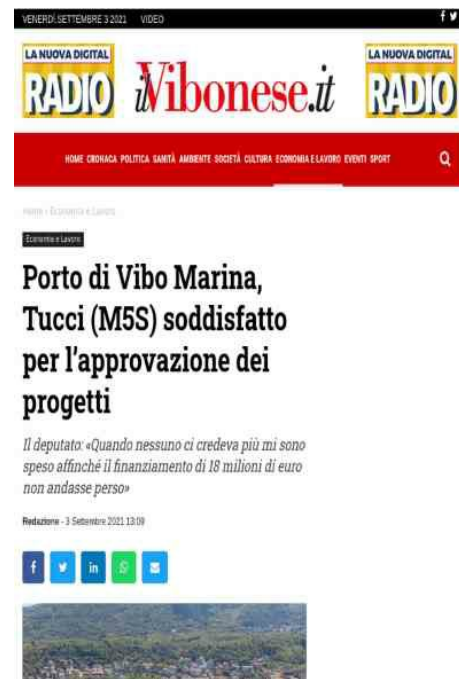 VENERDÌ, SETTEMBRE 3 2021 VIDEO
LA NUOVA DIGITAL
RADIO
ilVibonese.it
LA NUOVA DIGITAL
RADIO
HOME CRONACA POLITICA SANITÀ AMBIENTE SOCIETÀ CULTURA ECONOMIA E LAVORO EVENTI SPORT
Home › Economia e Lavoro
Economia e Lavoro
Porto di Vibo Marina,
Tucci (M5S) soddisfatto
per l’approvazione dei
progetti
Il deputato: «Quando nessuno ci credeva più mi sono
speso affinché il finanziamento di 18 milioni di euro
non andasse perso»
Redazione - 3 Settembre 2021 13:09